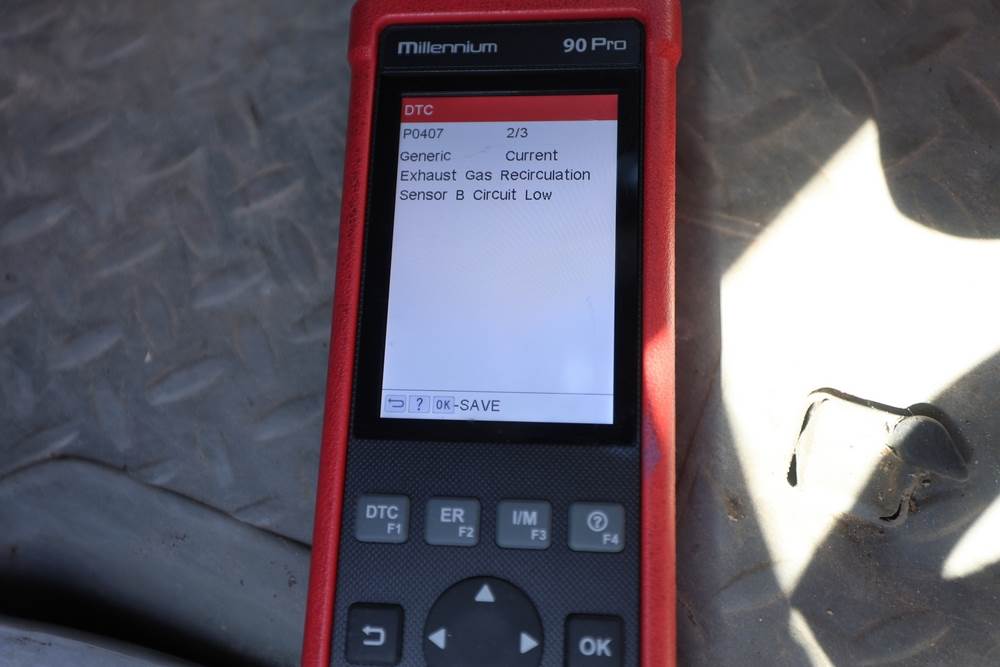 Millennium 90 Pro
DTC
P0407 2/3
Generic Current
Exhaust Gas Recirculation
Sensor B Circuit Low
? OK-SAVE
DTC F1 ER F2 I/M F3 ? F4
OK